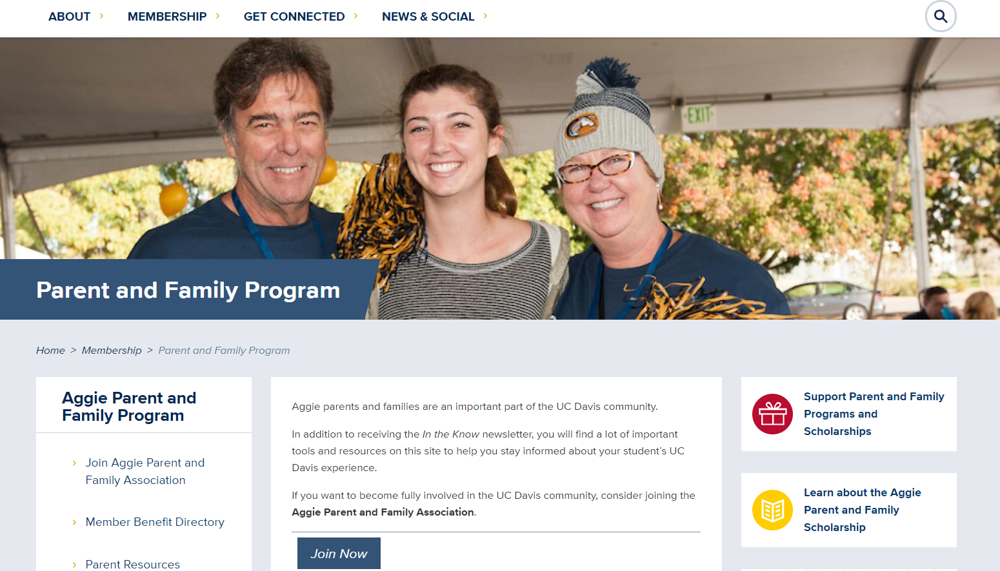 ABOUT
MEMBERSHIP
GET CONNECTED
NEWS & SOCIAL
EXIT
Parent and Family Program
Home > Membership > Parent and Family Program
Aggie Parent and
Family Program
Join Aggie Parent and
Family Association
Member Benefit Directory
Parent Resources
Aggie parents and families are an important part of the UC Davis community.
In addition to receiving the In the Know newsletter, you will find a lot of important
tools and resources on this site to help you stay informed about your student’s UC
Davis experience.
If you want to become fully involved in the UC Davis community, consider joining the
Aggie Parent and Family Association.
Join Now
Support Parent and Family
Programs and
Scholarships
Learn about the Aggie
Parent and Family
Scholarship